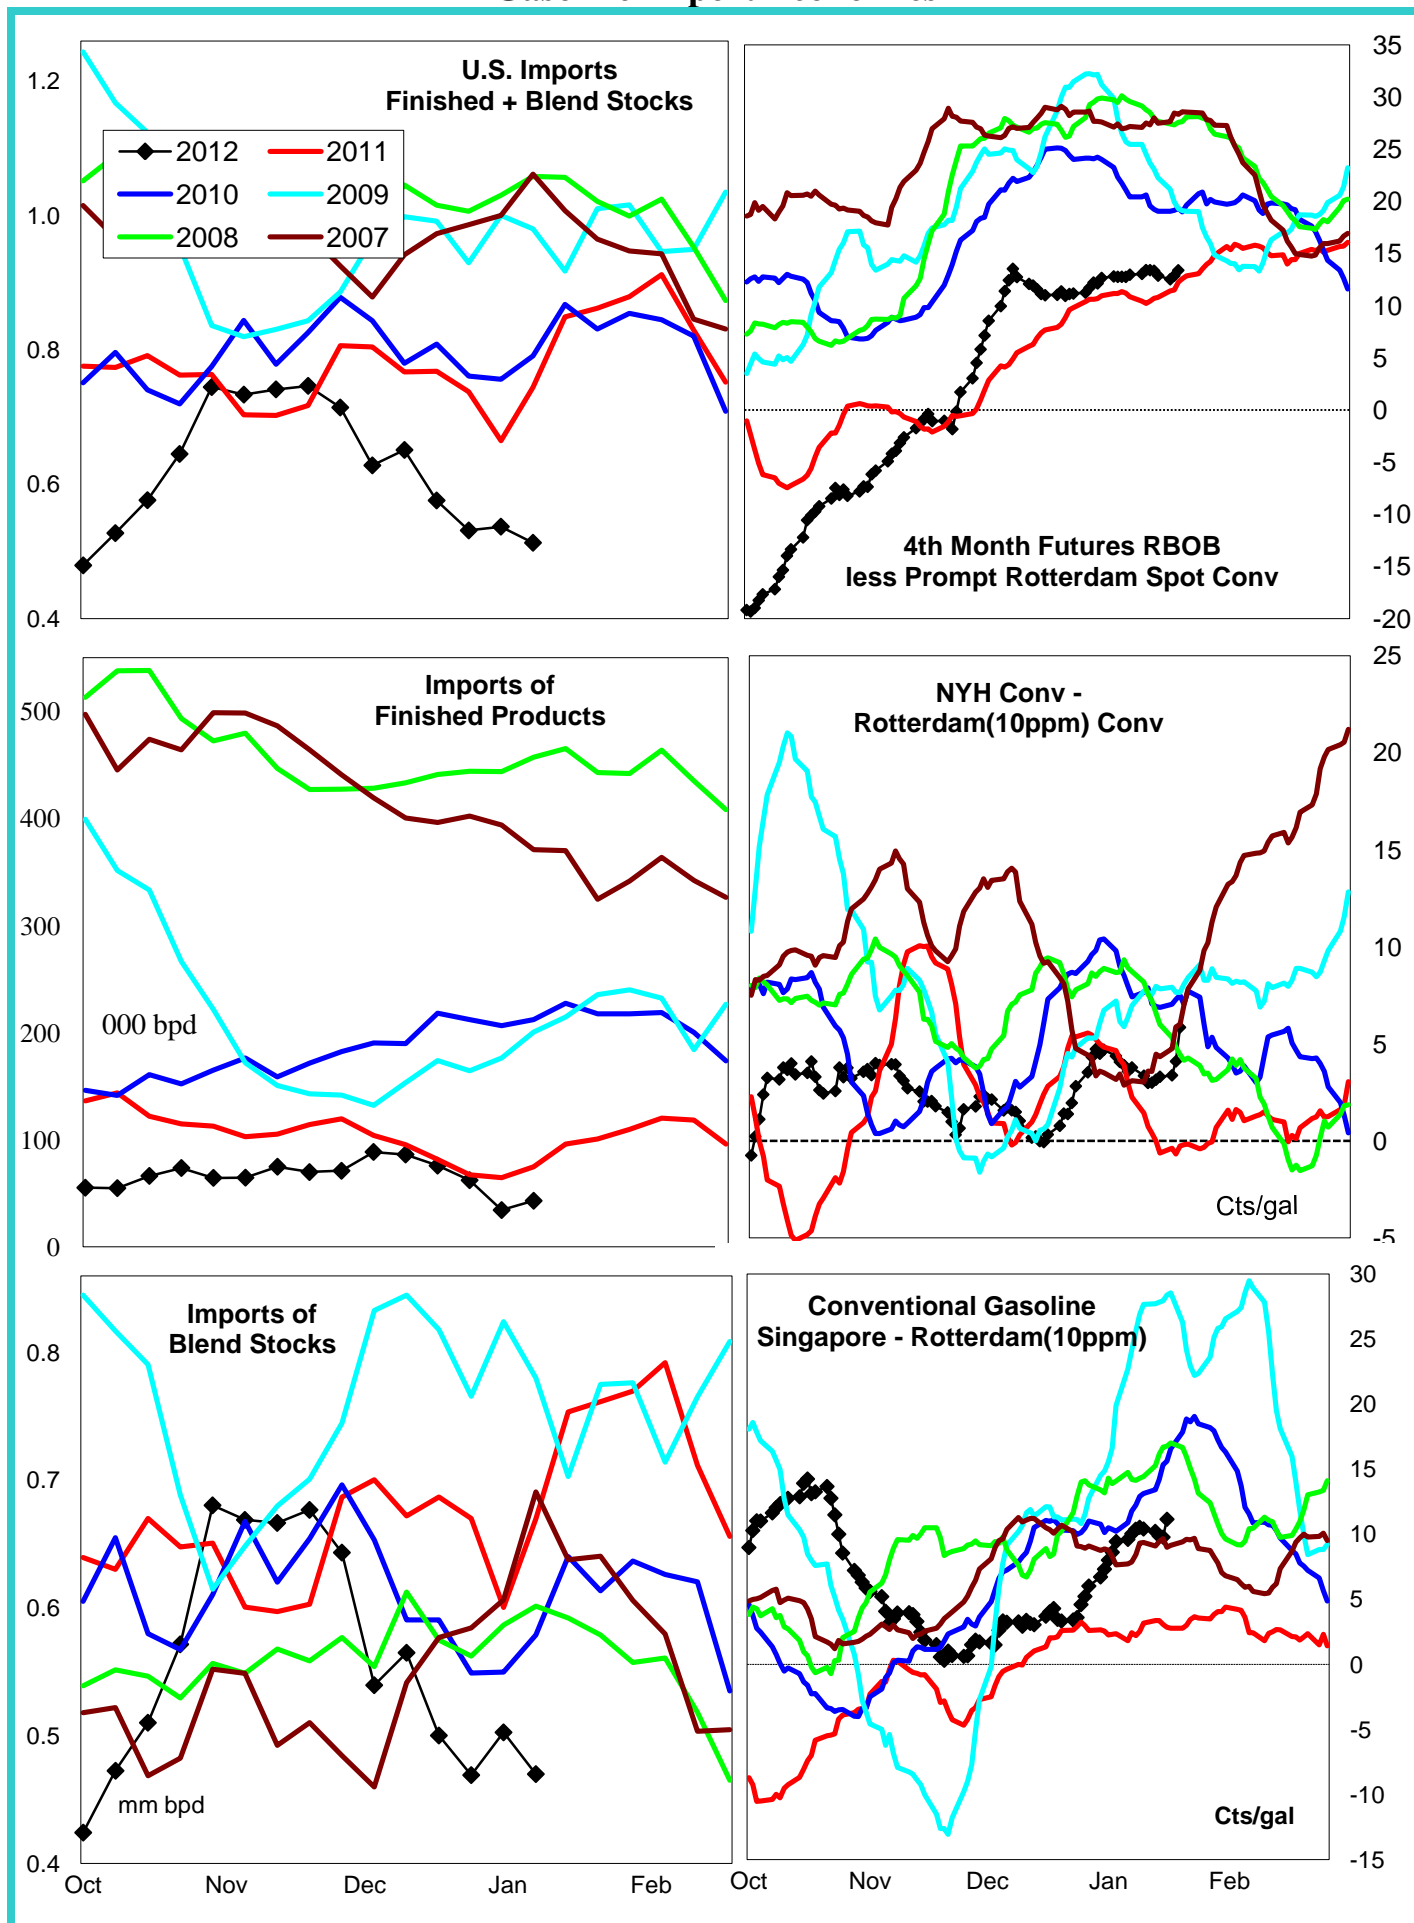 U.S. Imports
Finished + Blend Stocks
1.2
1.0
0.8
0.6
0.4
2012 2011
2010 2009
2008 2007
35
30
25
20
15
10
5
0
-5
-10
-15
-20
4th Month Futures RBOB
less Prompt Rotterdam Spot Conv
Imports of
Finished Products
500
400
300
200
100
0
000 bpd
NYH Conv -
Rotterdam(10ppm) Conv
25
20
15
10
5
0
-5
Cts/gal
Imports of
Blend Stocks
0.8
0.7
0.6
0.5
0.4
mm bpd
Oct Nov Dec Jan Feb
Conventional Gasoline
Singapore - Rotterdam(10ppm)
30
25
20
15
10
5
0
-5
-10
-15
Cts/gal
Oct Nov Dec Jan Feb